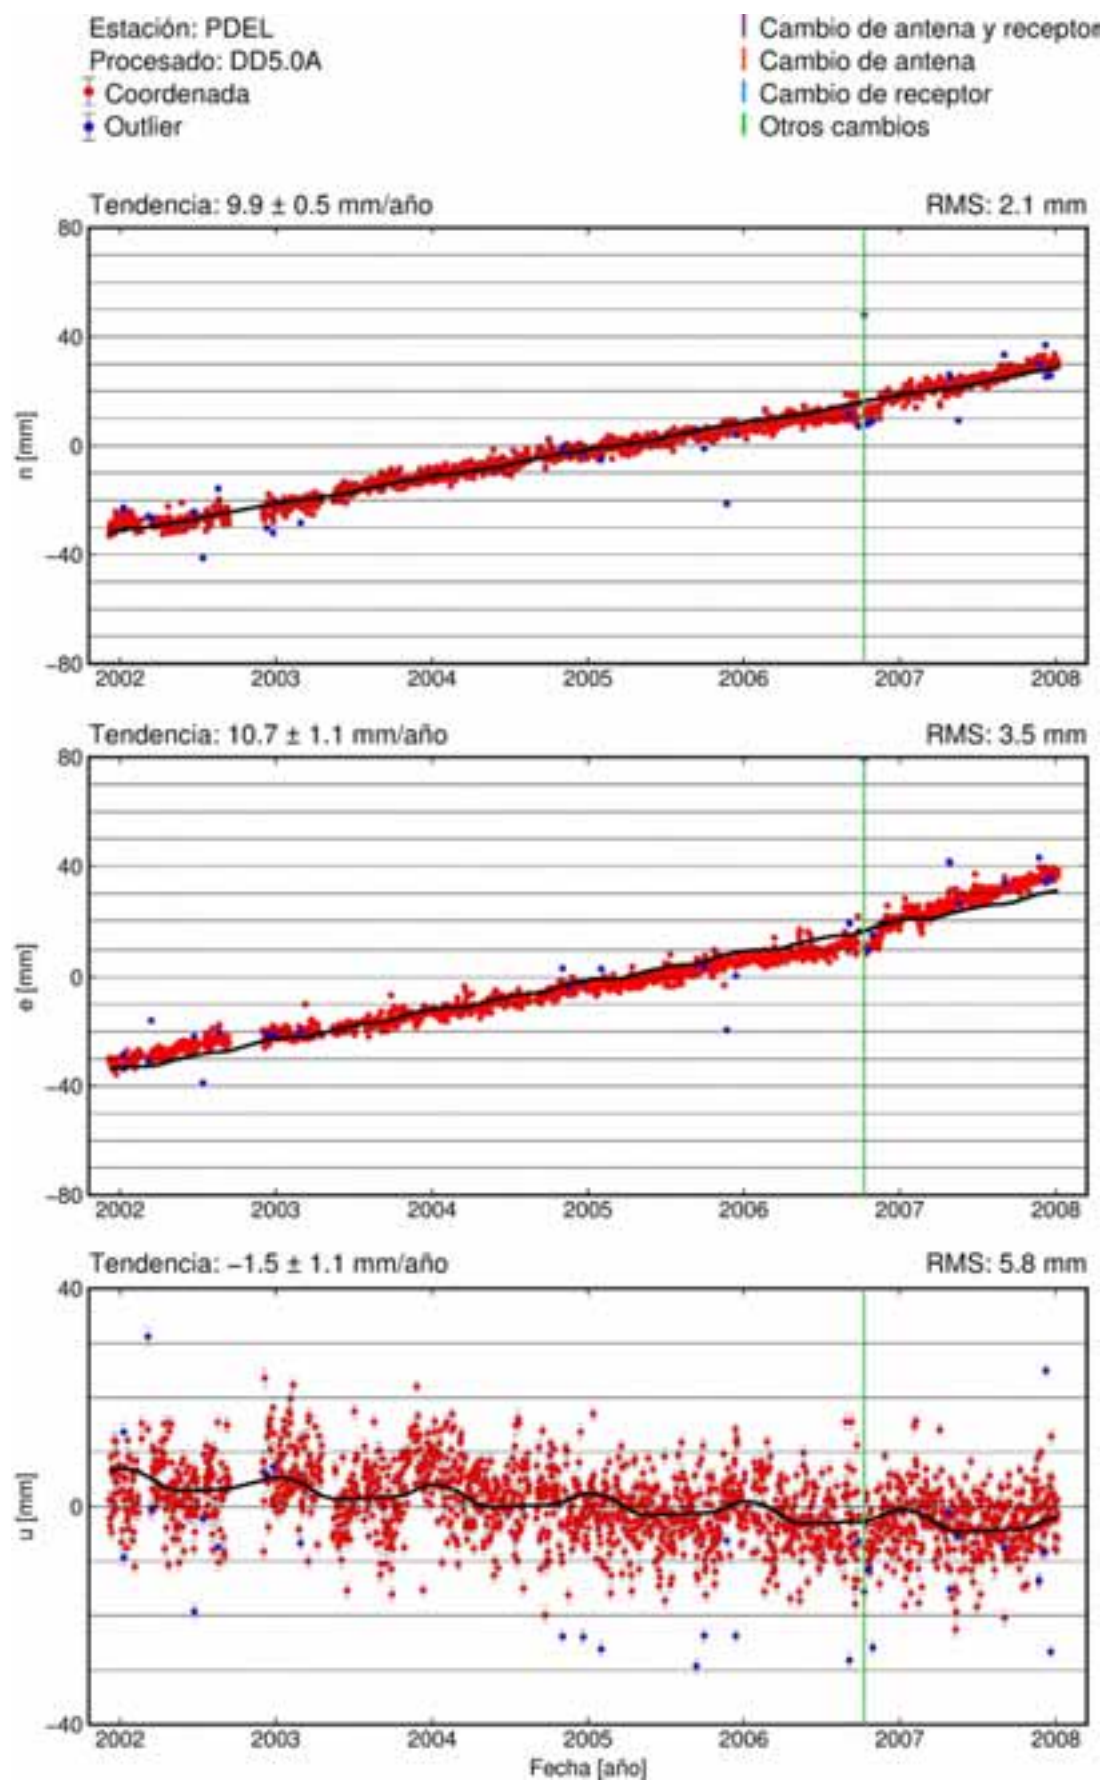 Estación: PDEL
Procesado: DD5.0A
Coordenada
Outlier
Cambio de antena y receptor
Cambio de antena
Cambio de receptor
Otros cambios
Tendencia: 9.9 ± 0.5 mm/año RMS: 2.1 mm
80
40
0
−40
−80
n [mm]
2002 2003 2004 2005 2006 2007 2008
Tendencia: 10.7 ± 1.1 mm/año RMS: 3.5 mm
80
40
0
−40
−80
e [mm]
2002 2003 2004 2005 2006 2007 2008
Tendencia: −1.5 ± 1.1 mm/año RMS: 5.8 mm
40
0
−40
u [mm]
2002 2003 2004 2005 2006 2007 2008
Fecha [año]